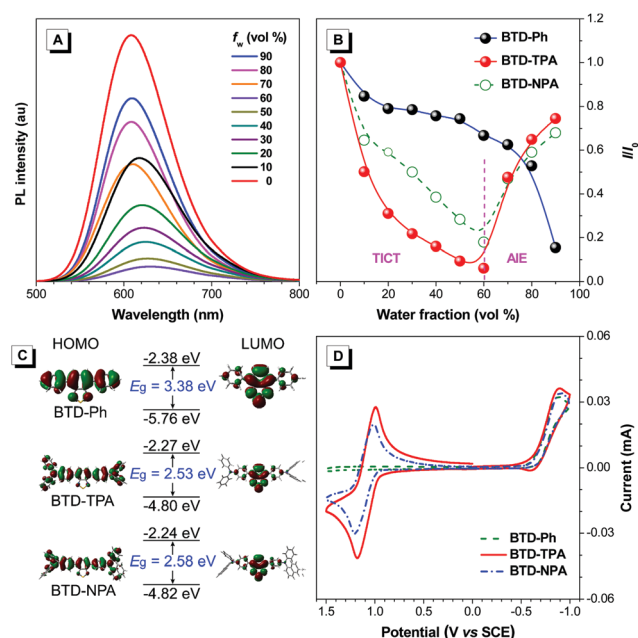 A
fw (vol %)
90
80
70
60
50
40
30
20
10
0
PL intensity (au)
500 600 700 800
Wavelength (nm)
B
BTD-Ph
BTD-TPA
BTD-NPA
TICT
AIE
1.2
1.0
0.8
0.6
0.4
0.2
0.0
I/I0
0 20 40 60 80 100
Water fraction (vol %)
C
HOMO LUMO
-2.38 eV
Eg = 3.38 eV
-5.76 eV
BTD-Ph
-2.27 eV
Eg = 2.53 eV
-4.80 eV
BTD-TPA
-2.24 eV
Eg = 2.58 eV
-4.82 eV
BTD-NPA
D
0.06
0.03
0.00
-0.03
-0.06
Current (mA)
BTD-Ph
BTD-TPA
BTD-NPA
1.5 1.0 0.5 0.0 -0.5 -1.0
Potential (V vs SCE)